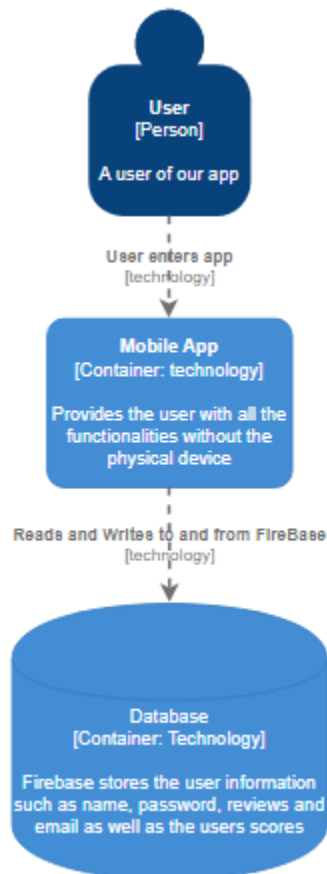 User
[Person]
A user of our app
User enters app
[technology]
Mobile App
[Container: technology]
Provides the user with all the
functionalities without the
physical device
Reads and Writes to and from FireBase
[technology]
Database
[Container: Technology]
Firebase stores the user information
such as name, password, reviews and
email as well as the users scores